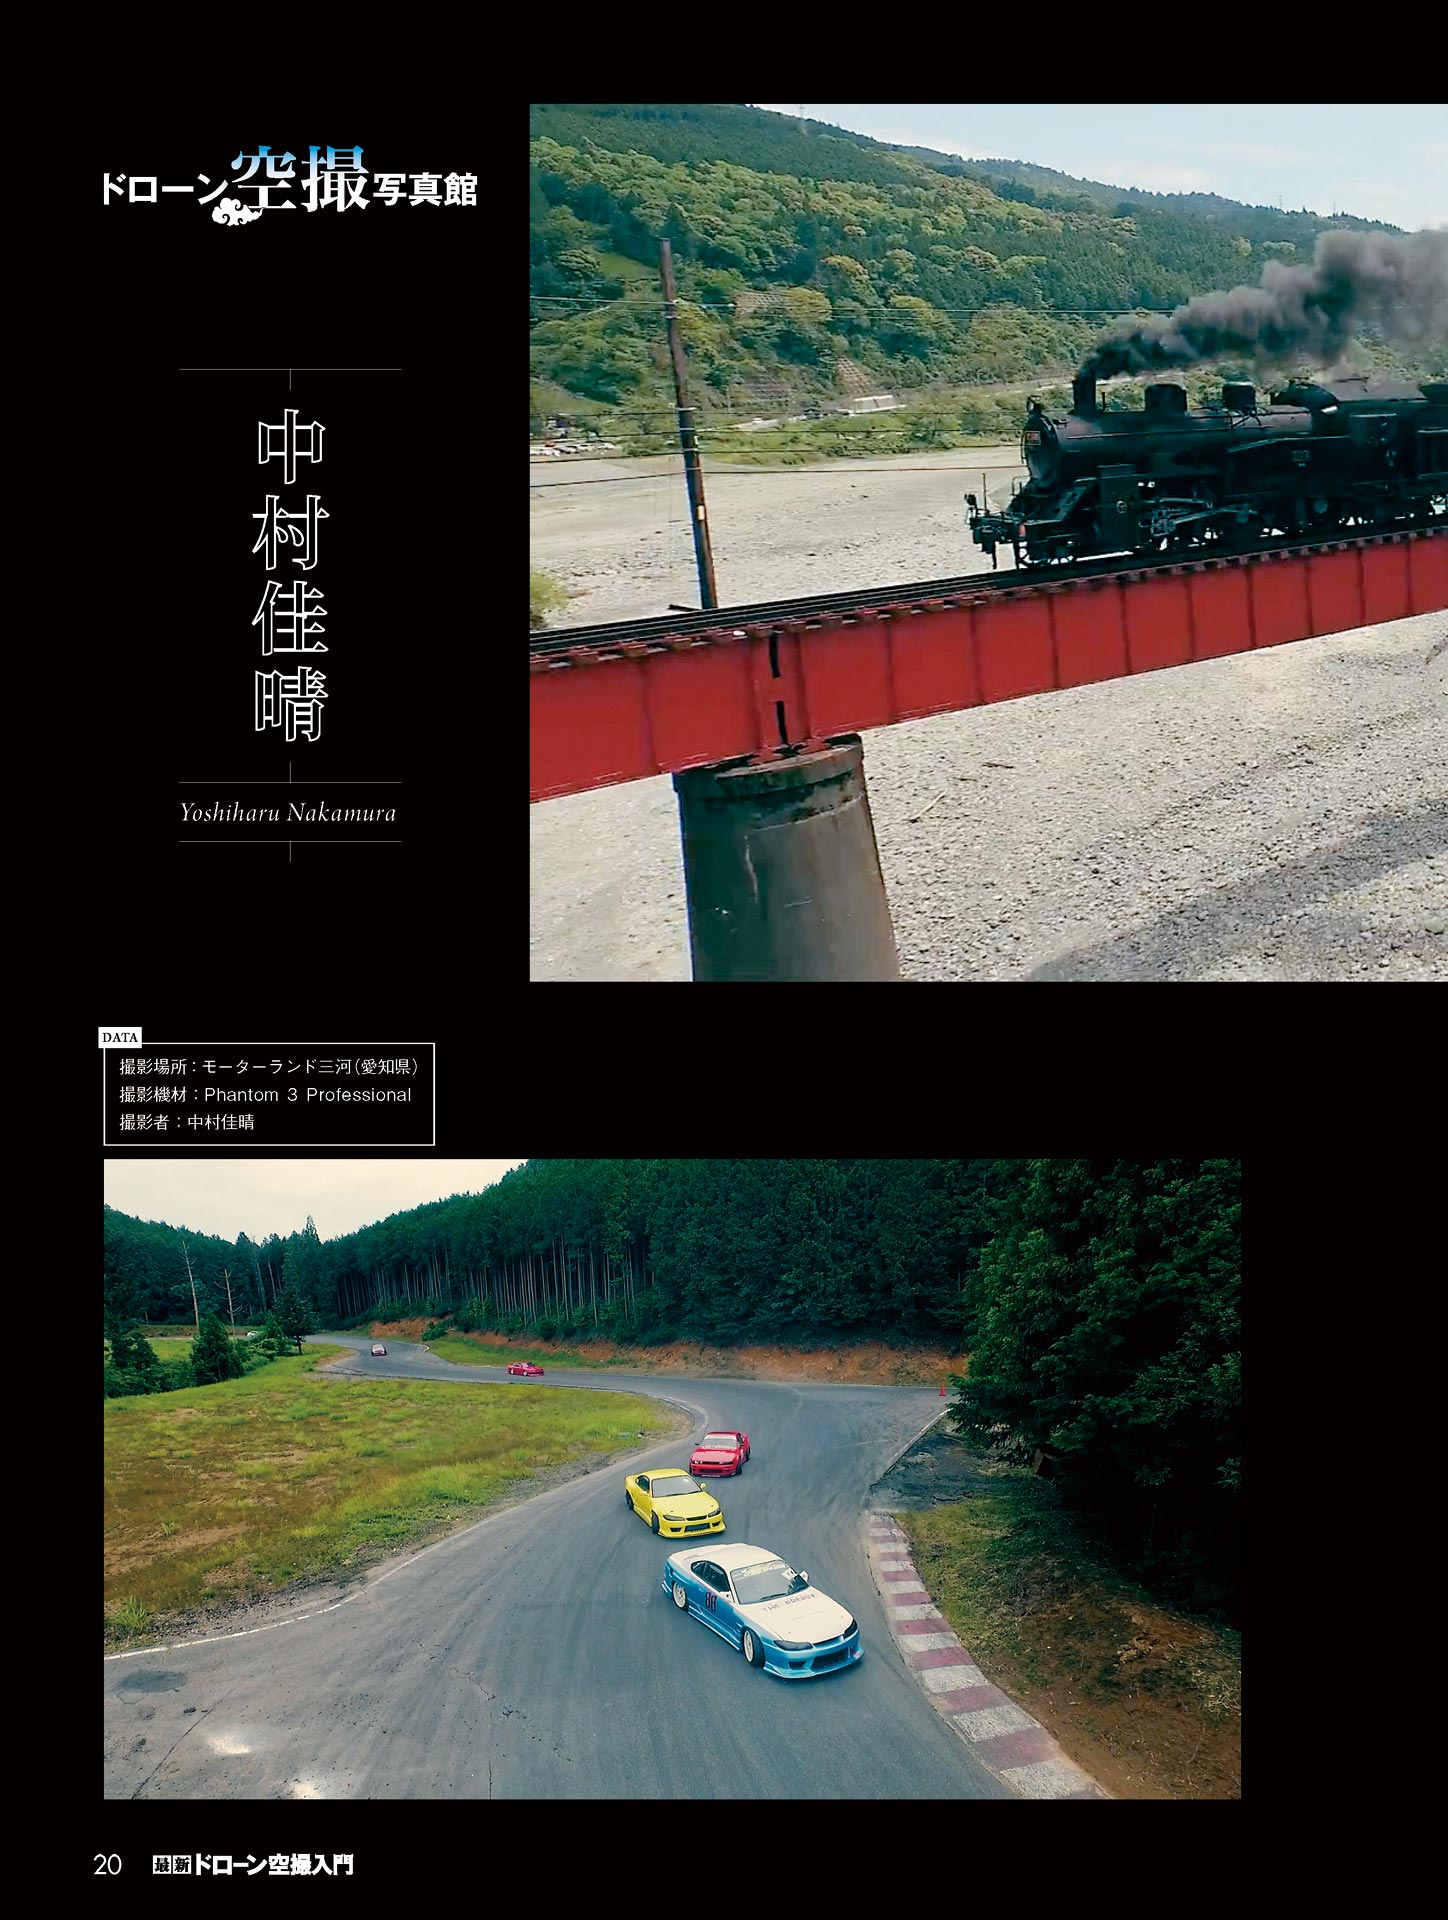 ドローン空撮写真館
中村佳晴
Yoshiharu Nakamura
DATA
撮影場所：モーターランド三河（愛知県）
撮影機材：Phantom 3 Professional
撮影者：中村佳晴
20 最新ドローン空撮入門